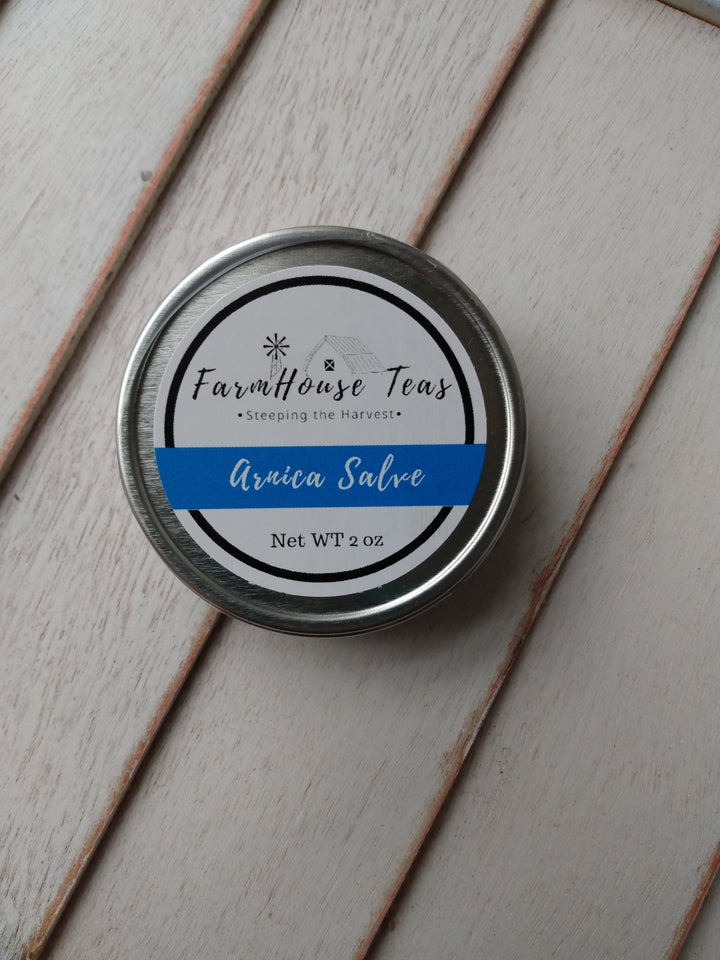 FarmHouse Teas
•Steeping the Harvest•
Arnica Salve
Net WT 2 oz